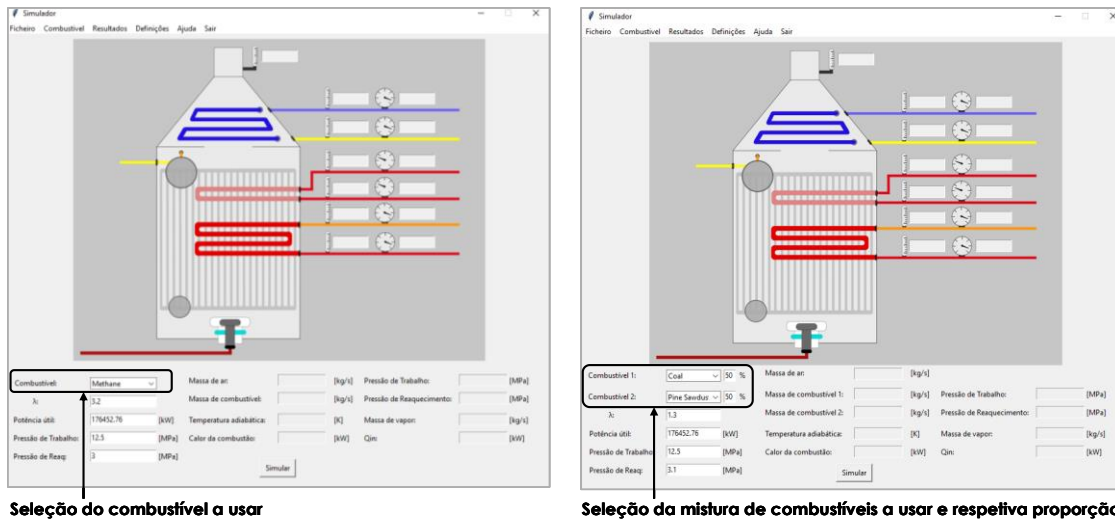 Simulador
Ficheiro Combustivel Resultados Definições Ajuda Sair
Combustível: Methane
Massa de ar: [kg/s] Pressão de Trabalho: [MPa]
λ: 3.2
Massa de combustível: [kg/s] Pressão de Reaquecimento: [MPa]
Potência útil: 176452.76 [kW]
Temperatura adiabática: [K] Massa de vapor: [kg/s]
Pressão de Trabalho: 12.5 [MPa]
Calor da combustão: [kW] Qin: [kW]
Pressão de Reaq: 3 [MPa]
Simular
Seleção do combustível a usar
Simulador
Ficheiro Combustivel Resultados Definições Ajuda Sair
Combustível 1: Coal 50 %
Massa de ar: [kg/s]
Combustível 2: Pine Sawdus 50 %
Massa de combustível 1: [kg/s] Pressão de Trabalho: [MPa]
λ: 1.3
Massa de combustível 2: [kg/s] Pressão de Reaquecimento: [MPa]
Potência útil: 176452.76 [kW]
Temperatura adiabática: [K] Massa de vapor: [kg/s]
Pressão de Trabalho: 12.5 [MPa]
Calor da combustão: [kW] Qin: [kW]
Pressão de Reaq: 3.1 [MPa]
Simular
Seleção da mistura de combustíveis a usar e respetiva proporção